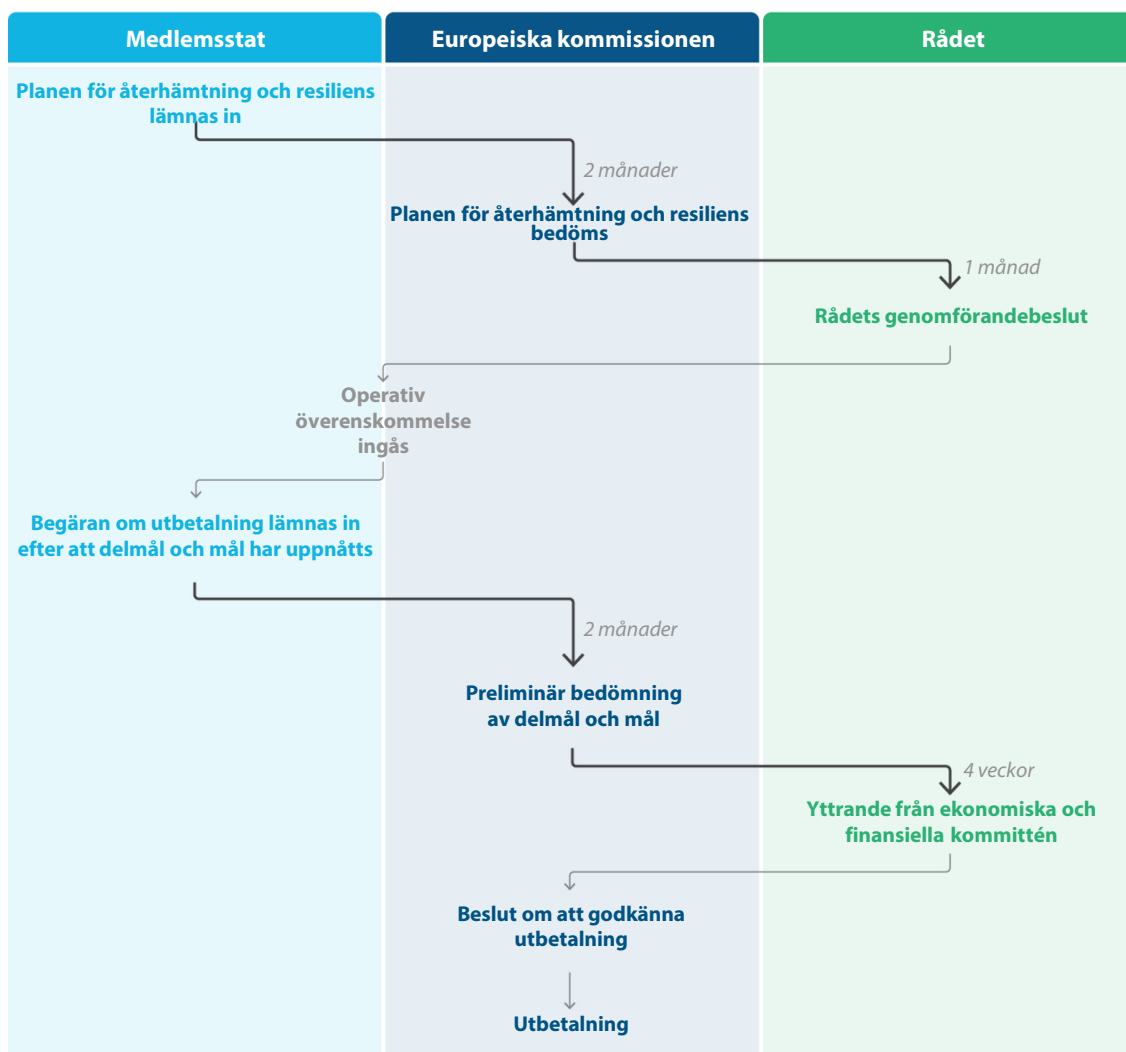 Medlemsstat
Europeiska kommissionen
Rådet
Planen för återhämtning och resiliens
lämnas in
2 månader
Planen för återhämtning och resiliens
bedöms
1 månad
Rådets genomförandebeslut
Operativ
överenskommelse
ingås
Begäran om utbetalning lämnas in
efter att delmål och mål har uppnåtts
2 månader
Preliminär bedömning
av delmål och mål
4 veckor
Yttrande från ekonomiska och
finansiella kommittén
Beslut om att godkänna
utbetalning
Utbetalning